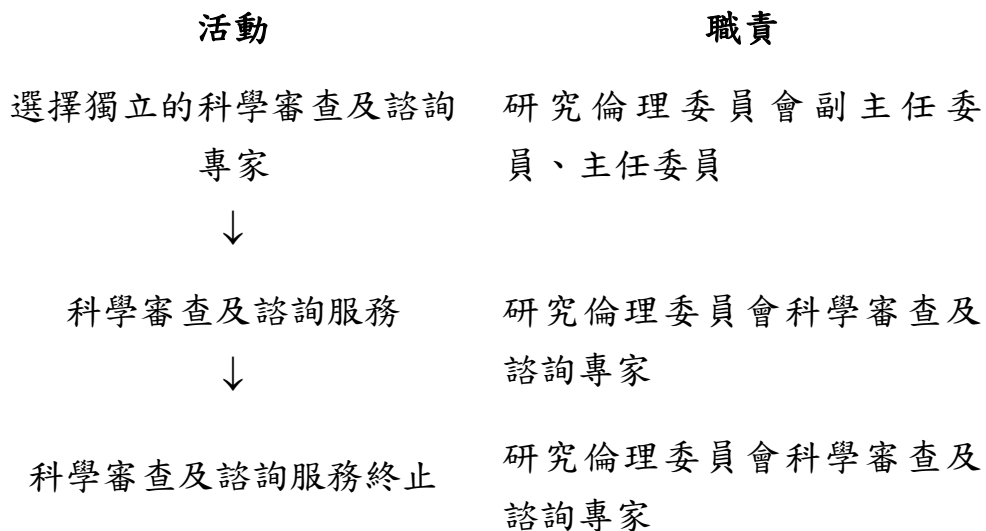 活動 職責
選擇獨立的科學審查及諮詢 研究倫理委員會副主任委
專家 員、主任委員
↓
科學審查及諮詢服務 研究倫理委員會科學審查及
↓ 諮詢專家
科學審查及諮詢服務終止 研究倫理委員會科學審查及
諮詢專家